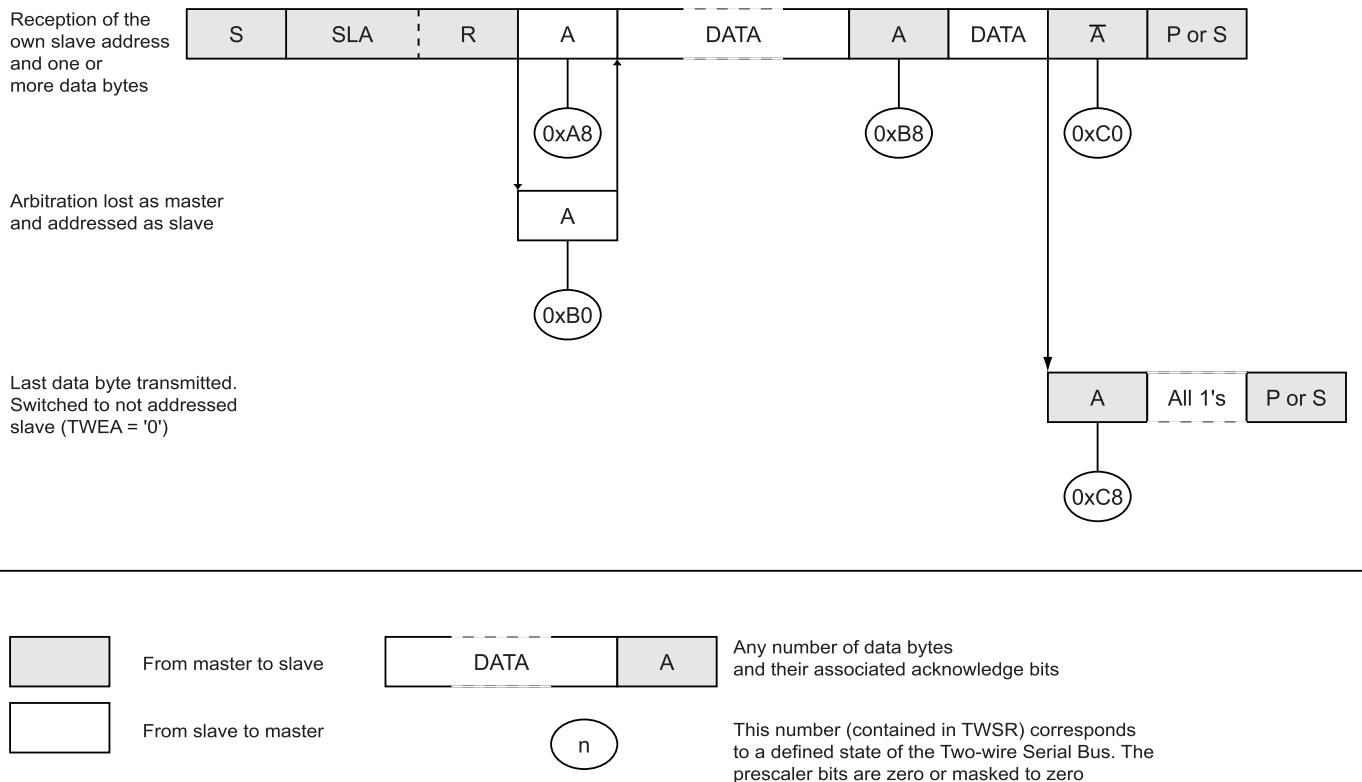 Reception of the
own slave address
and one or
more data bytes
S SLA R A DATA A DATA A̅ P or S
0xA8 0xB8 0xC0
Arbitration lost as master
and addressed as slave
A
0xB0
Last data byte transmitted.
Switched to not addressed
slave (TWEA = '0')
A All 1's P or S
0xC8
From master to slave
DATA A
Any number of data bytes
and their associated acknowledge bits
From slave to master
n
This number (contained in TWSR) corresponds
to a defined state of the Two-wire Serial Bus. The
prescaler bits are zero or masked to zero